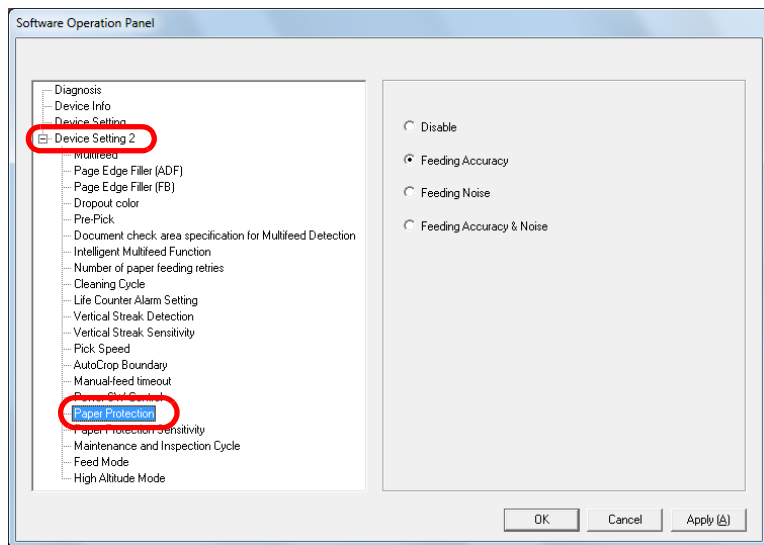 Software Operation Panel
Diagnosis
Device Info
Device Setting
Device Setting 2
Multifeed
Page Edge Filler (ADF)
Page Edge Filler (FB)
Dropout color
Pre-Pick
Document check area specification for Multifeed Detection
Intelligent Multifeed Function
Number of paper feeding retries
Cleaning Cycle
Life Counter Alarm Setting
Vertical Streak Detection
Vertical Streak Sensitivity
Pick Speed
AutoCrop Boundary
Manual-feed timeout
Power SW Control
Paper Protection
Paper Protection Sensitivity
Maintenance and Inspection Cycle
Feed Mode
High Altitude Mode
Disable
Feeding Accuracy
Feeding Noise
Feeding Accuracy & Noise
OK Cancel Apply (A)